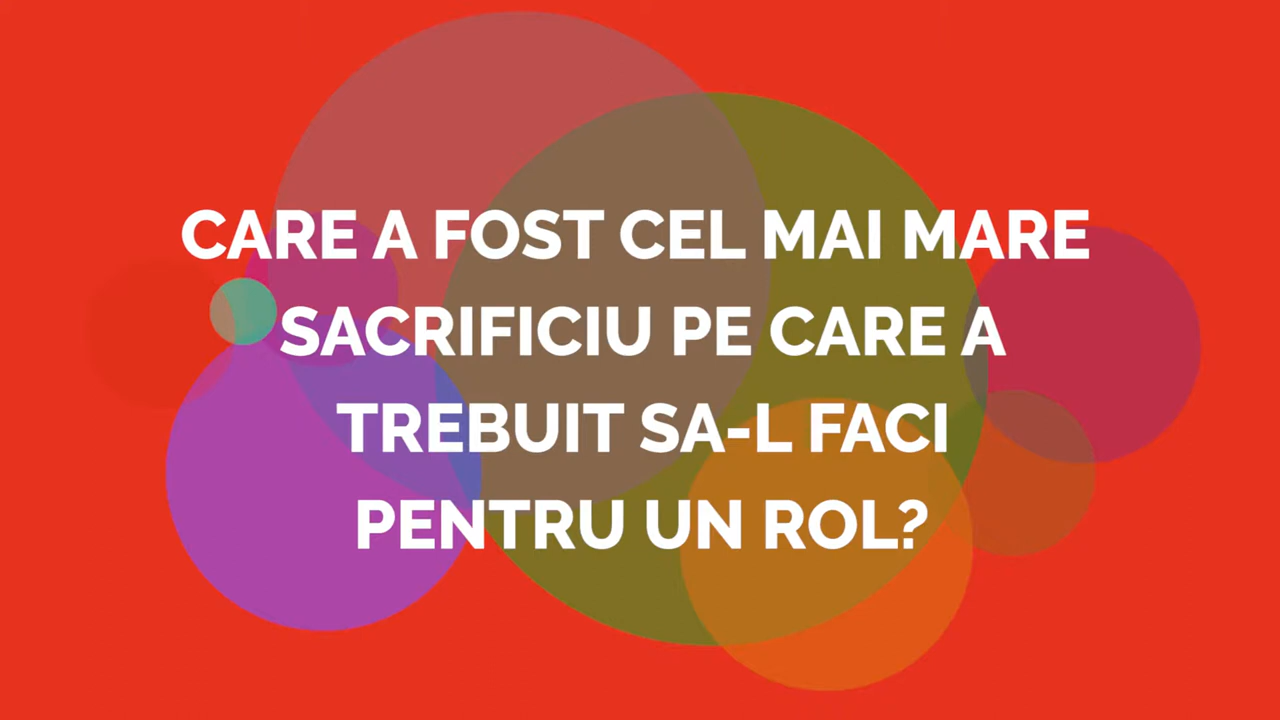 CARE A FOST CEL MAI MARE
SACRIFICIU PE CARE A
TREBUIT SA-L FACI
PENTRU UN ROL?